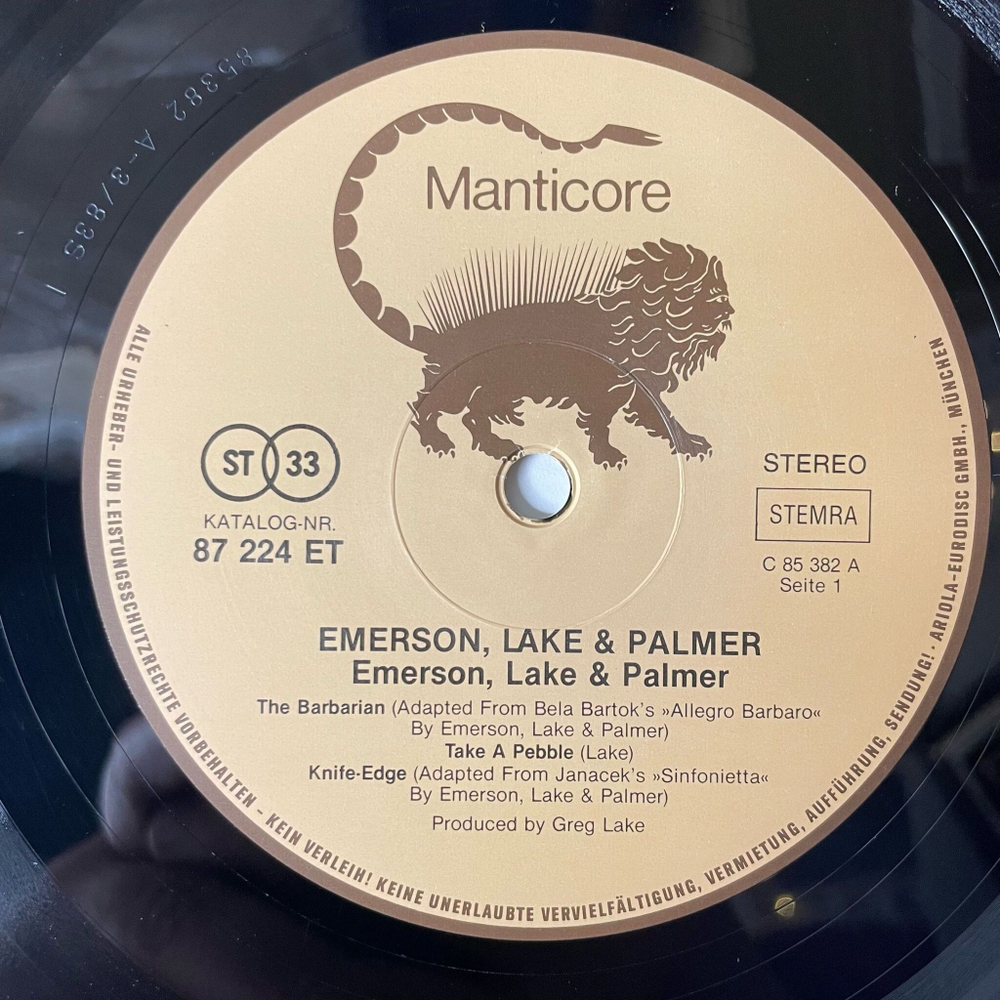 85382 A-3/83S
Manticore
ST 33
KATALOG-NR.
87 224 ET
STEREO
STEMRA
C 85 382 A
Seite 1
EMERSON, LAKE & PALMER
Emerson, Lake & Palmer
The Barbarian (Adapted From Bela Bartok's »Allegro Barbaro«
By Emerson, Lake & Palmer)
Take A Pebble (Lake)
Knife-Edge (Adapted From Janacek's »Sinfonietta«
By Emerson, Lake & Palmer)
Produced by Greg Lake
ALLE URHEBER- UND LEISTUNGSSCHUTZRECHTE VORBEHALTEN - KEIN VERLEIH! KEINE UNERLAUBTE VERVIELFÄLTIGUNG, VERMIETUNG, AUFFÜHRUNG, SENDUNG! · ARIOLA-EURODISC GMBH., MÜNCHEN